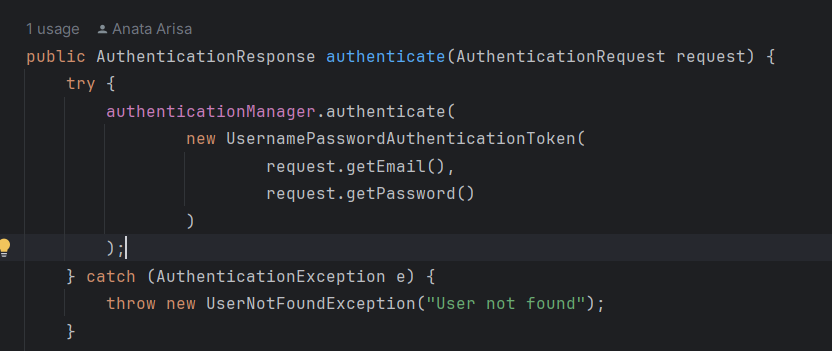 1 usage Anata Arisa
public AuthenticationResponse authenticate(AuthenticationRequest request) {
    try {
        authenticationManager.authenticate(
                new UsernamePasswordAuthenticationToken(
                        request.getEmail(),
                        request.getPassword()
                )
        );
    } catch (AuthenticationException e) {
        throw new UserNotFoundException("User not found");
    }